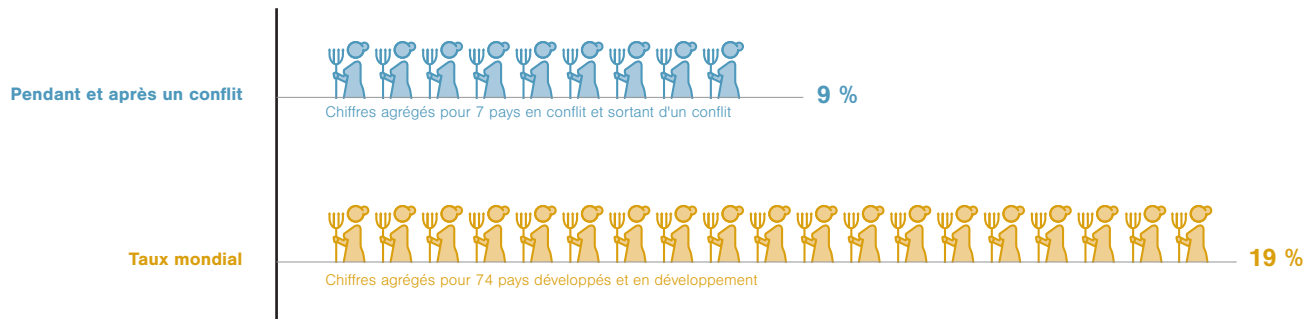 Pendant et après un conflit
9 %
Chiffres agrégés pour 7 pays en conflit et sortant d'un conflit
Taux mondial
19 %
Chiffres agrégés pour 74 pays développés et en développement